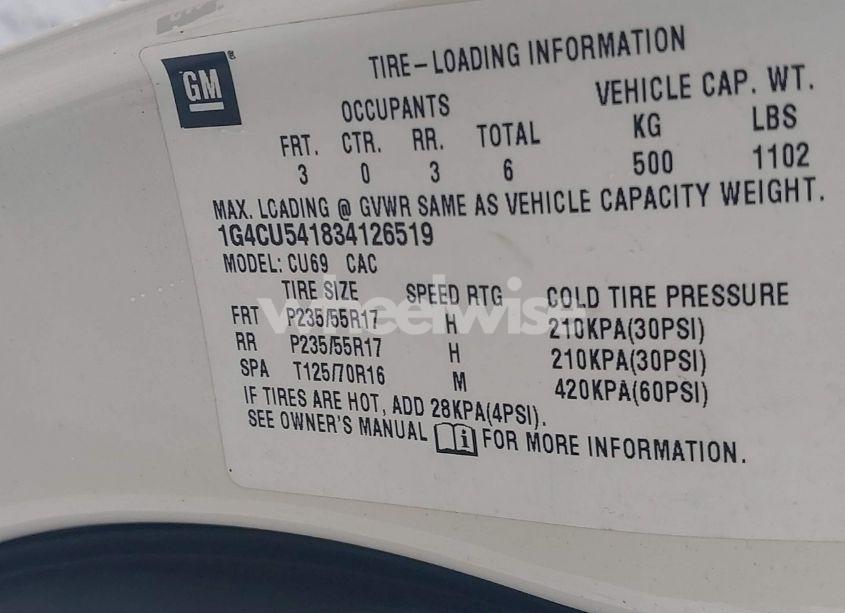 GM
TIRE-LOADING INFORMATION
OCCUPANTS VEHICLE CAP. WT.
FRT. CTR. RR. TOTAL KG LBS
3 0 3 6 500 1102
MAX. LOADING @ GVWR SAME AS VEHICLE CAPACITY WEIGHT.
1G4CU541834126519
MODEL: CU69 CAC
TIRE SIZE SPEED RTG COLD TIRE PRESSURE
FRT P235/55R17 H 210KPA(30PSI)
RR P235/55R17 H 210KPA(30PSI)
SPA T125/70R16 M 420KPA(60PSI)
IF TIRES ARE HOT, ADD 28KPA(4PSI).
SEE OWNER'S MANUAL i FOR MORE INFORMATION.
wheelwise